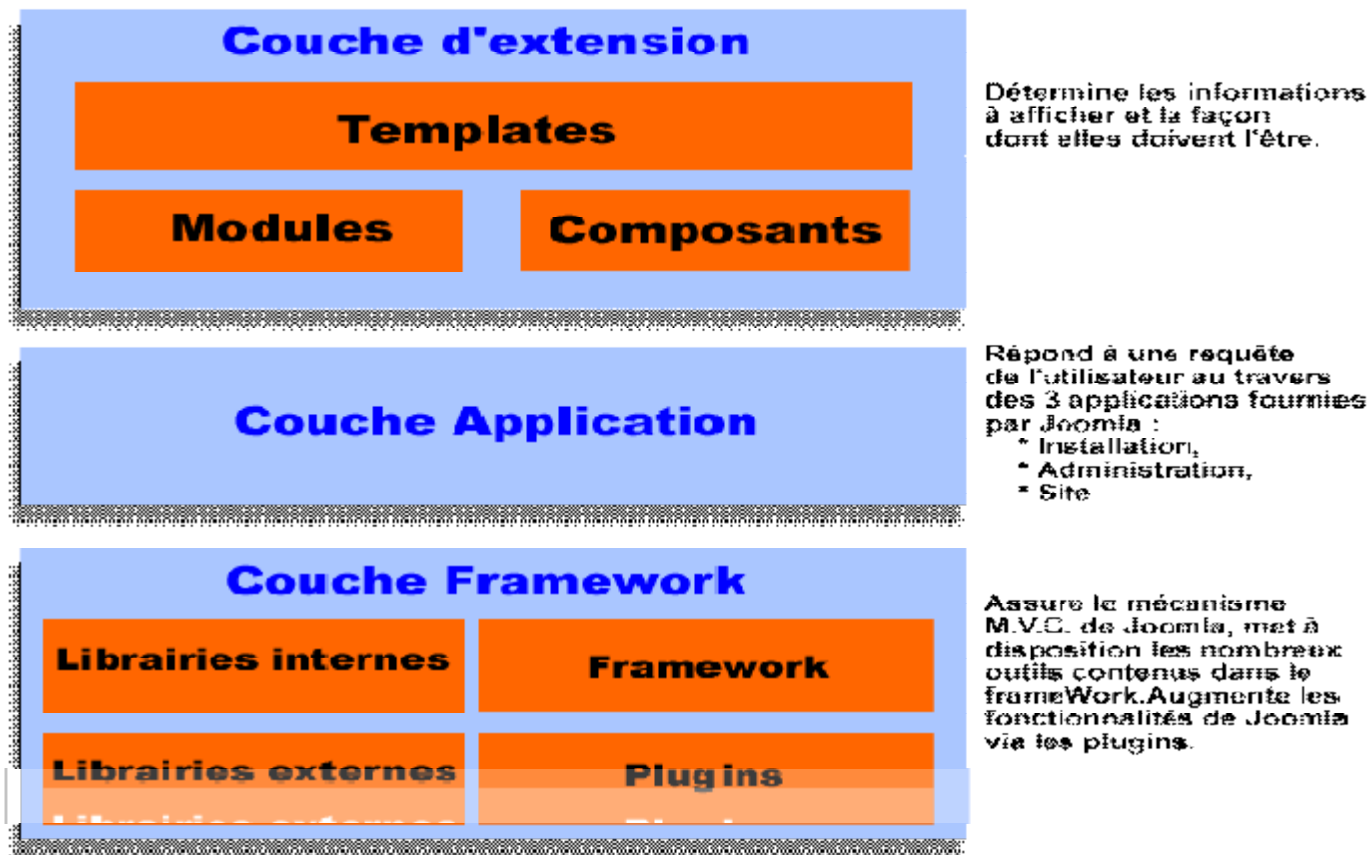 Couche d'extension
Templates
Modules
Composants
Détermine les informations
à afficher et la façon
dont elles doivent l'être.
Couche Application
Répond à une requête
de l'utilisateur au travers
des 3 applications fournies
par Joomla :
* Installation,
* Administration,
* Site
Couche Framework
Librairies internes
Framework
Librairies externes
Plugins
Assure le mécanisme
M.V.C. de Joomla, met à
disposition les nombreux
outils contenus dans le
frameWork.Augmente les
fonctionnalités de Joomla
via les plugins.